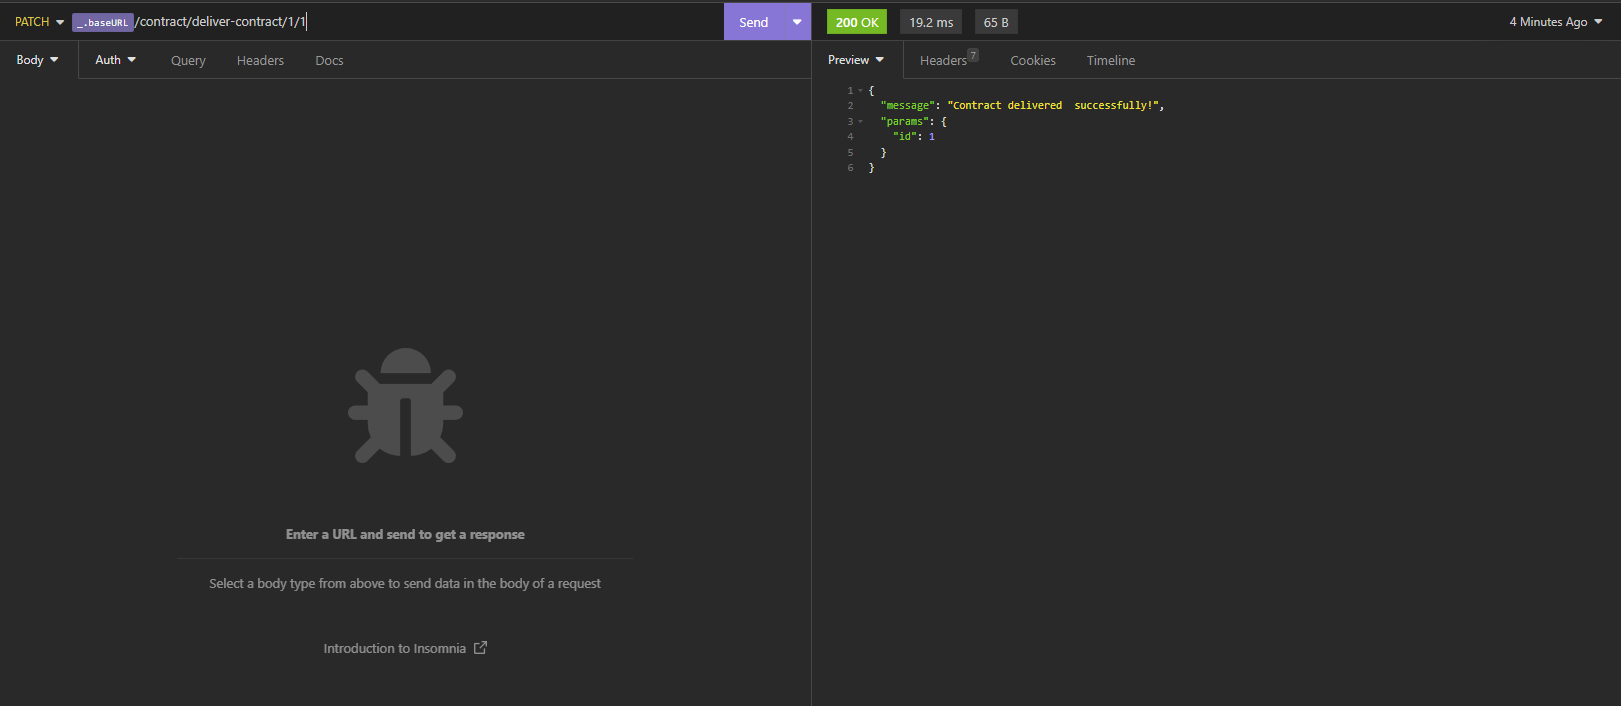 PATCH _.baseURL /contract/deliver-contract/1/1 Send 200 OK 19.2 ms 65 B 4 Minutes Ago
Body Auth Query Headers Docs Preview Headers 7 Cookies Timeline
1 {
2 "message": "Contract delivered  successfully!",
3 "params": {
4 "id": 1
5 }
6 }
Enter a URL and send to get a response
Select a body type from above to send data in the body of a request
Introduction to Insomnia